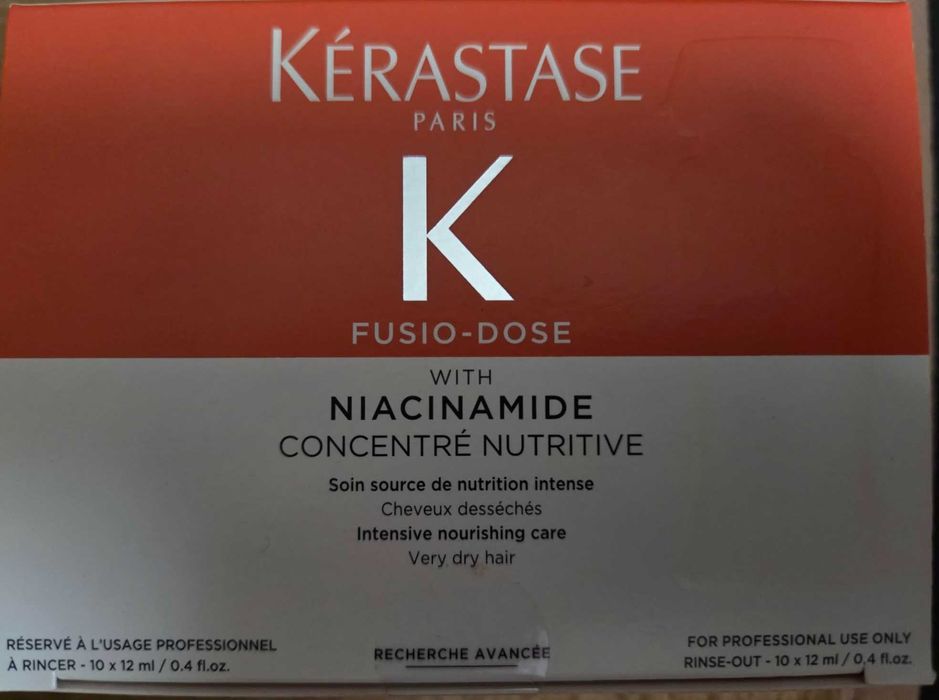 KÉRASTASE
PARIS
K
FUSIO-DOSE
WITH
NIACINAMIDE
CONCENTRÉ NUTRITIVE
Soin source de nutrition intense
Cheveux desséchés
Intensive nourishing care
Very dry hair
RÉSERVÉ À L'USAGE PROFESSIONNEL
À RINCER - 10 x 12 ml / 0.4 fl.oz.
RECHERCHE AVANCÉE
FOR PROFESSIONAL USE ONLY
RINSE-OUT - 10 x 12 ml / 0.4 fl.oz.